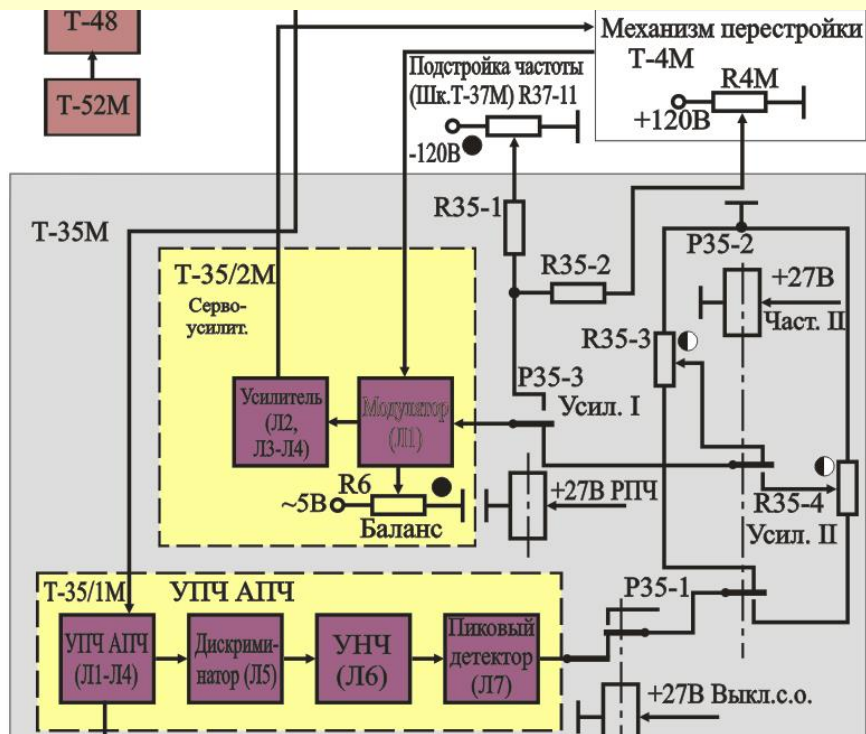 Т-48
Т-52М
Механизм перестройки
Т-4М
R4М
+120В
Подстройка частоты
(Шк.Т-37М) R37-11
-120В
Т-35М
R35-1
R35-2
Р35-2
+27В
Част. II
R35-3
Т-35/2М
Серво-
усилит.
Р35-3
Усил. I
Усилитель
(Л2,
Л3-Л4)
Модулятор
(Л1)
R6
~5В
Баланс
+27В РПЧ
R35-4
Усил. II
Т-35/1М
УПЧ АПЧ
Р35-1
УПЧ АПЧ
(Л1-Л4)
Дискрими-
натор (Л5)
УНЧ
(Л6)
Пиковый
детектор
(Л7)
+27В Выкл.с.о.